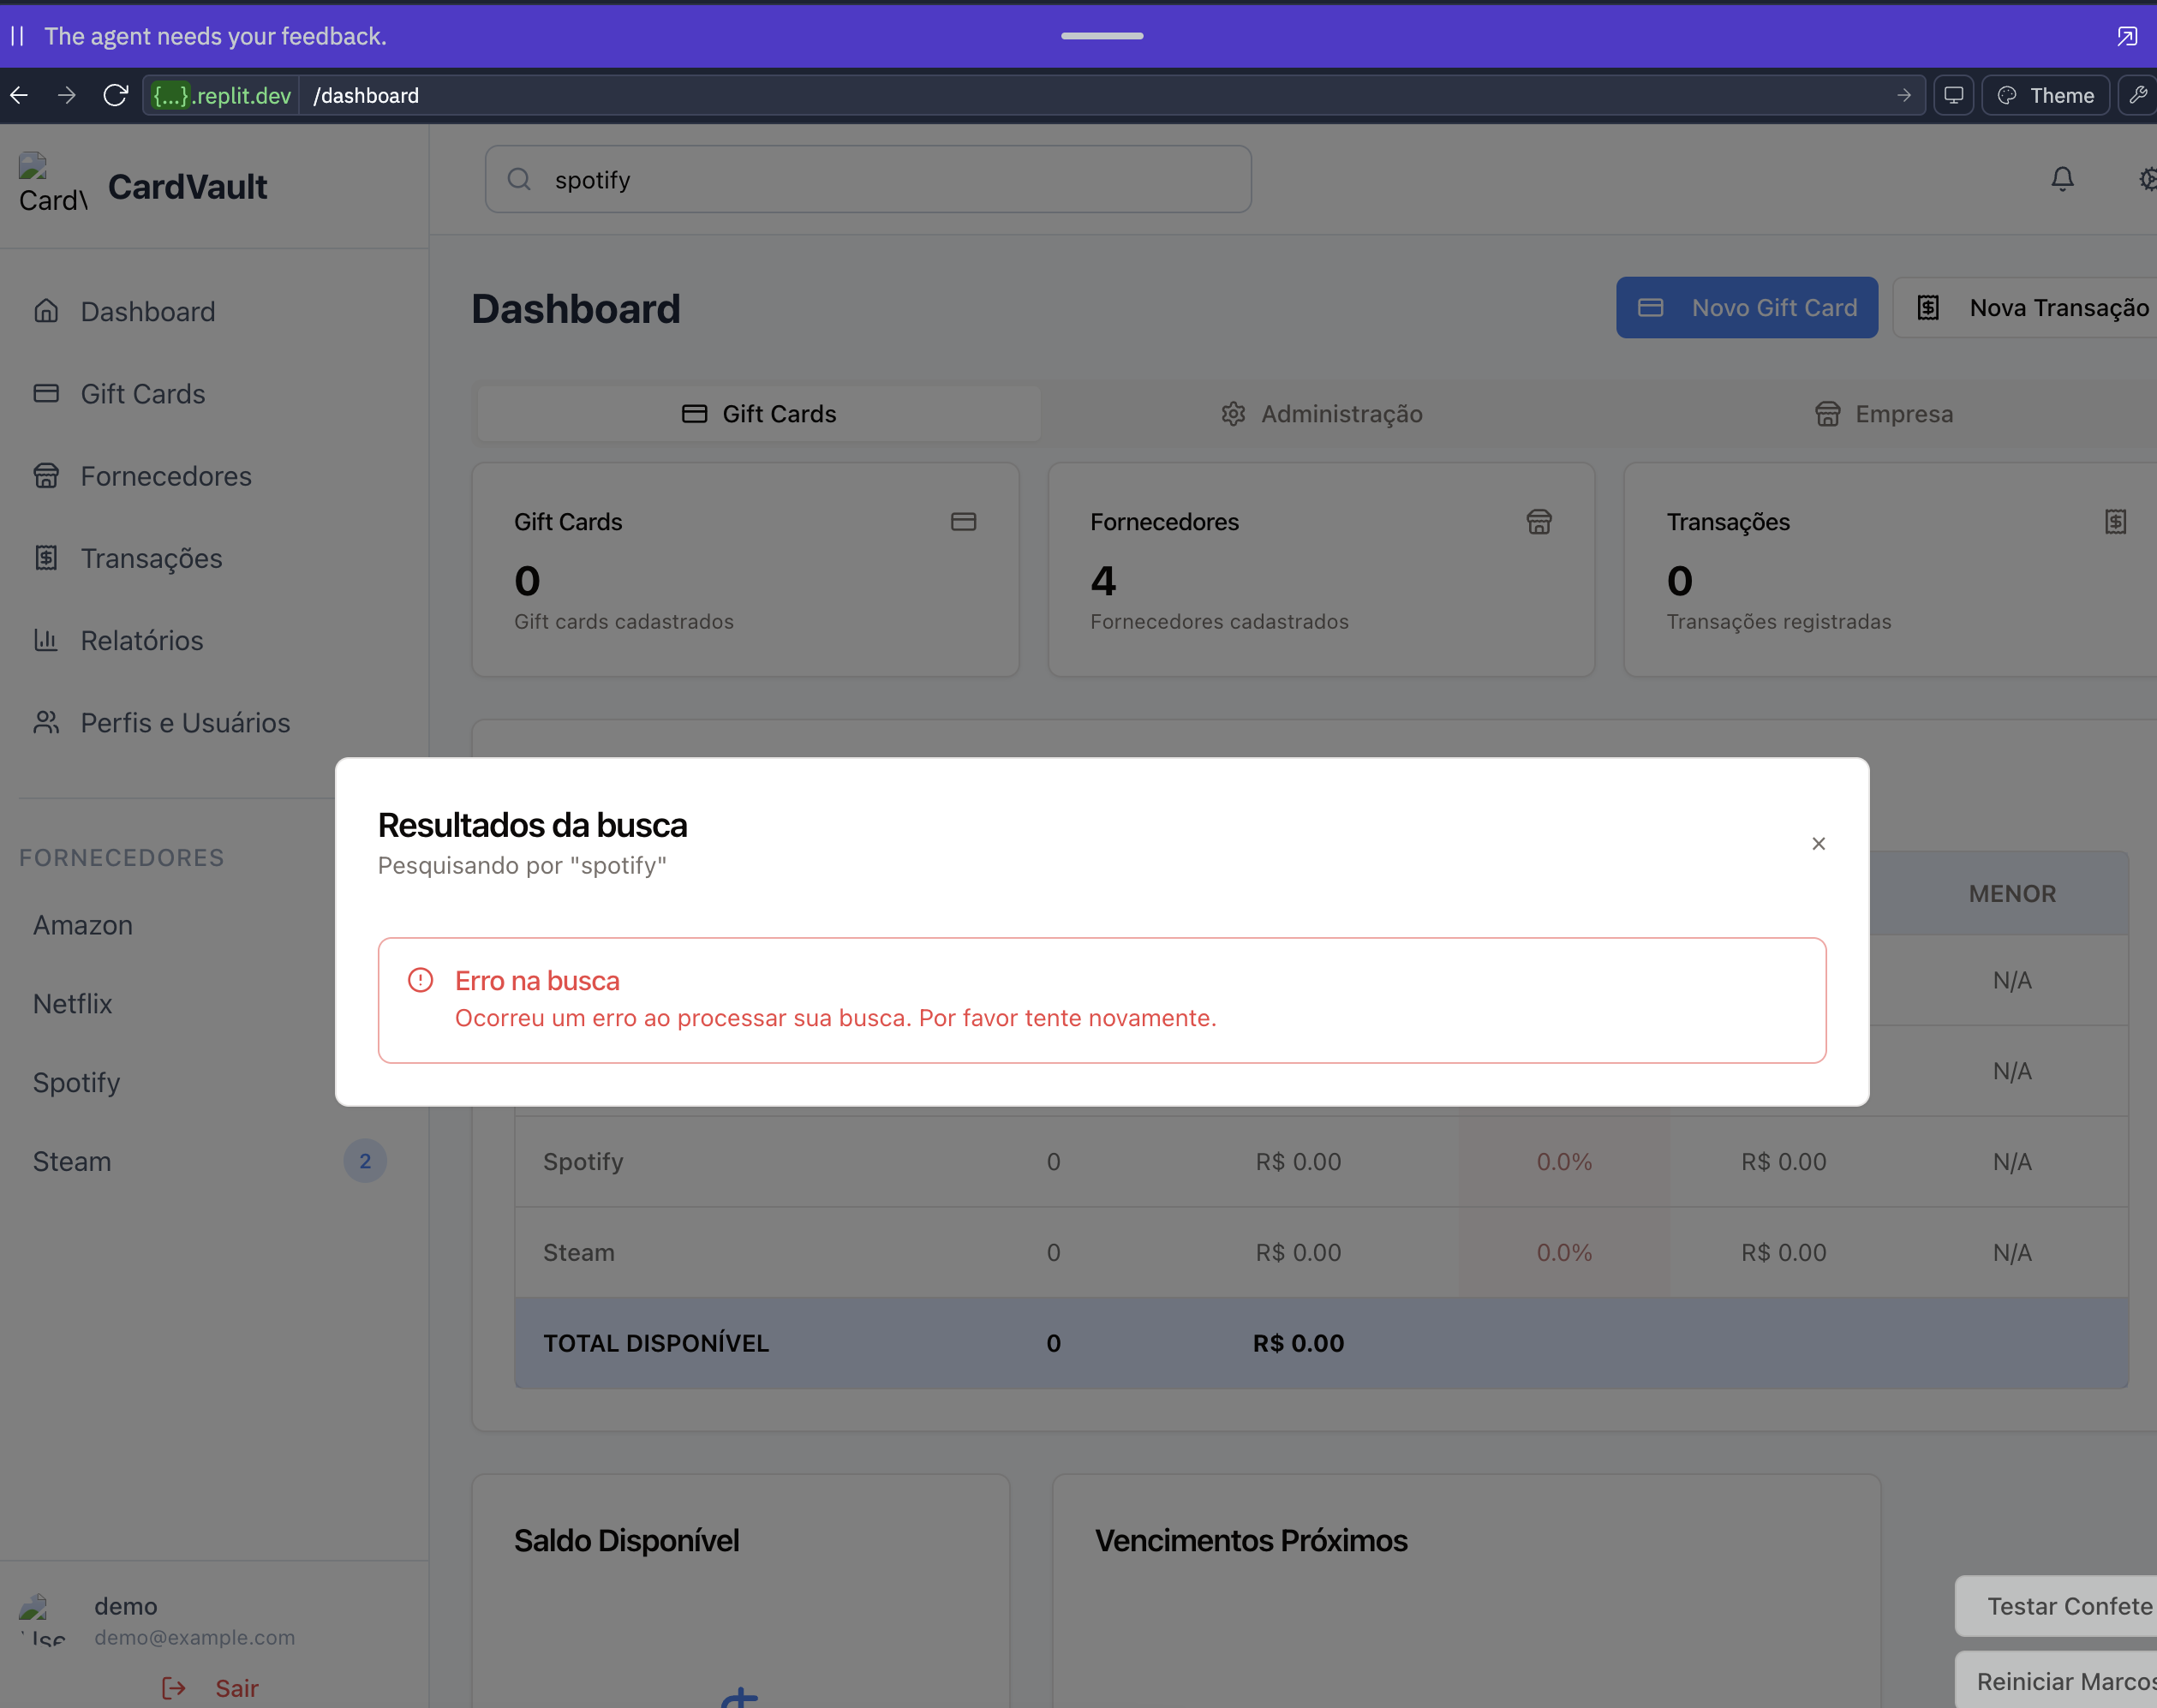 The agent needs your feedback.
{...}.replit.dev /dashboard
Theme
Card\
CardVault
spotify
Dashboard
Gift Cards
Fornecedores
Transações
Relatórios
Perfis e Usuários
FORNECEDORES
Amazon
Netflix
Spotify
Steam 2
demo
demo@example.com
Sair
Dashboard
Novo Gift Card
Nova Transação
Gift Cards
Administração
Empresa
Gift Cards
0
Gift cards cadastrados
Fornecedores
4
Fornecedores cadastrados
Transações
0
Transações registradas
Resultados da busca
Pesquisando por "spotify"
Erro na busca
Ocorreu um erro ao processar sua busca. Por favor tente novamente.
MENOR
N/A
N/A
Spotify 0 R$ 0.00 0.0% R$ 0.00 N/A
Steam 0 R$ 0.00 0.0% R$ 0.00 N/A
TOTAL DISPONÍVEL 0 R$ 0.00
Saldo Disponível
Vencimentos Próximos
Testar Confete
Reiniciar Marcos